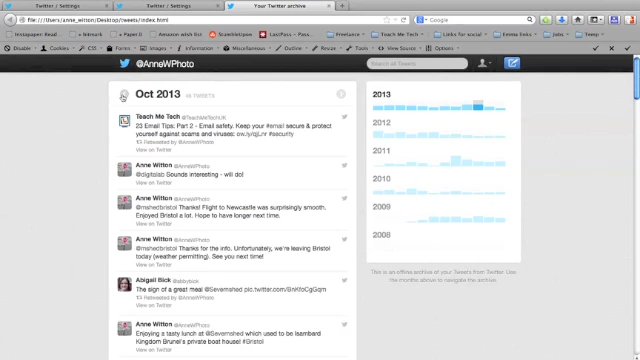 Twitter / Settings
Twitter / Settings
Your Twitter archive
file:///Users/anne_witton/Desktop/tweets/index.html
Google
Instapaper: Read
Amazon wish list
StumbleUpon
LastPass
Freelance
Teach Me Tech
Links for social
Emma links
Jobs
Temp
Disable
Cookies
CSS
Forms
Images
Information
Miscellaneous
Outline
Resize
Tools
View Source
Options
@AnneWPhoto
Search all Tweets
Oct 2013
TWEETS
Teach Me Tech @TeachMeTechUK
23 Email Tips: Part 2 - Email safety. Keep your #email secure & protect
yourself against scams and viruses: ow.ly/qjLnr #security
Retweeted by @AnneWPhoto
View on Twitter
Anne Witton @AnneWPhoto
@digitalab Sounds interesting - will do!
View on Twitter
Anne Witton @AnneWPhoto
@mshedbristol Thanks! Flight to Newcastle was surprisingly smooth.
Enjoyed Bristol a lot. Hope to have longer next time.
View on Twitter
Anne Witton @AnneWPhoto
@mshedbristol Thanks for the info. Unfortunately, we're leaving Bristol
today (weather permitting). See you next time!
View on Twitter
Abigail Bick @abbybick
The sign of a great meal @Severnshed pic.twitter.com/BnKfoCgGqm
Retweeted by @AnneWPhoto
View on Twitter
Anne Witton @AnneWPhoto
Enjoying a tasty lunch at @Severnshed which used to be Isambard
Kingdom Brunel's private boat house! #Bristol
View on Twitter
2013
2012
2011
2010
2009
2008
This is an offline archive of your Tweets from Twitter. Use
the months above to navigate the archive.